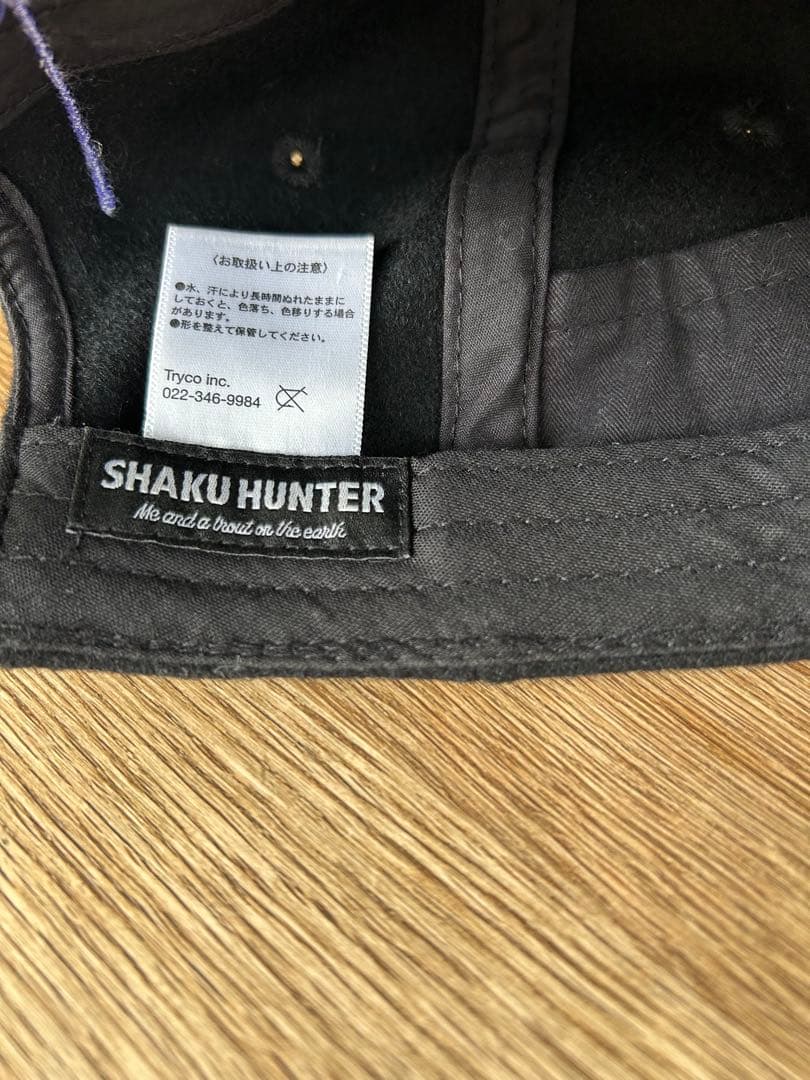 〈お取扱い上の注意〉
●水、汗により長時間ぬれたままに
しておくと、色落ち、色移りする場合
があります。
●形を整えて保管してください。
Tryco inc.
022-346-9984
SHAKU HUNTER
Me and a trout on the earth